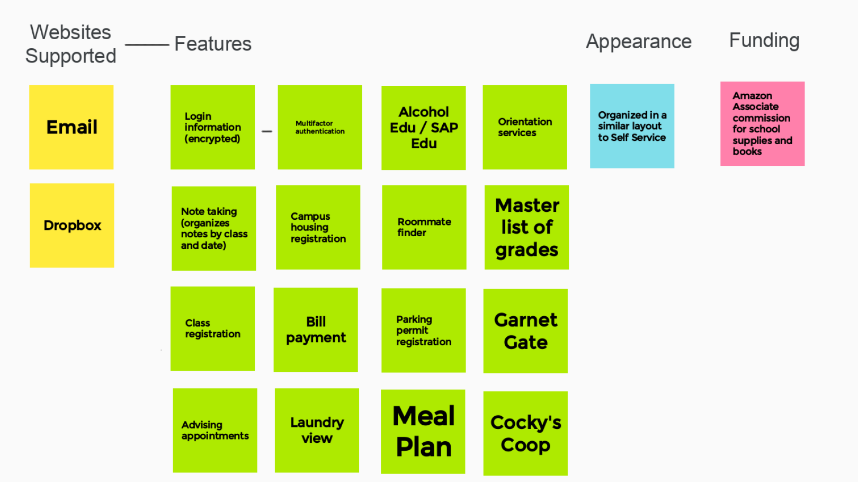 Websites
Supported
Features
Appearance
Funding
Email
Login
information
(encrypted)
Multifactor
authentication
Alcohol
Edu / SAP
Edu
Orientation
services
Organized in a
similar layout
to Self Service
Amazon
Associate
commission
for school
supplies and
books
Dropbox
Note taking
(organizes
notes by class
and date)
Campus
housing
registration
Roommate
finder
Master
list of
grades
Class
registration
Bill
payment
Parking
permit
registration
Garnet
Gate
Advising
appointments
Laundry
view
Meal
Plan
Cocky's
Coop